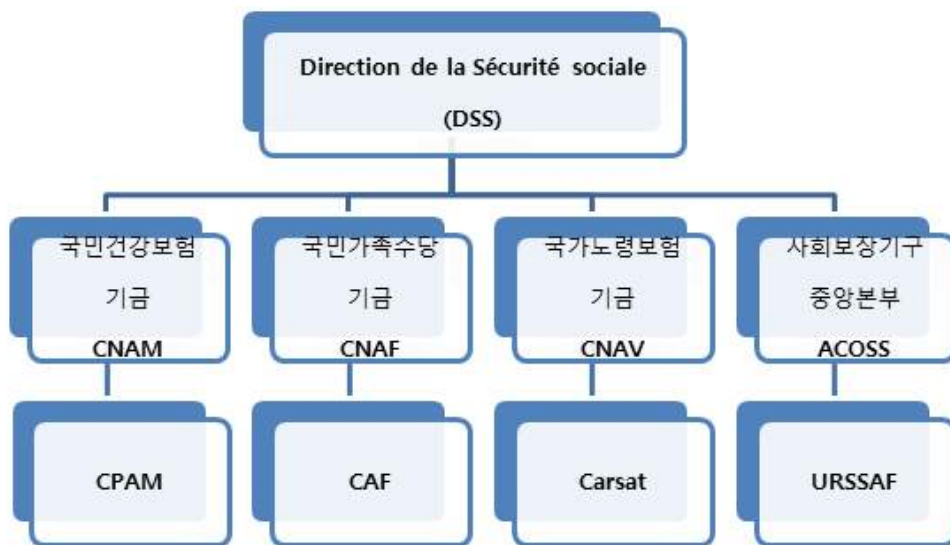 Direction de la Sécurité sociale
(DSS)
국민건강보험
기금
CNAM
국민가족수당
기금
CNAF
국가노령보험
기금
CNAV
사회보장기구
중앙본부
ACOSS
CPAM
CAF
Carsat
URSSAF